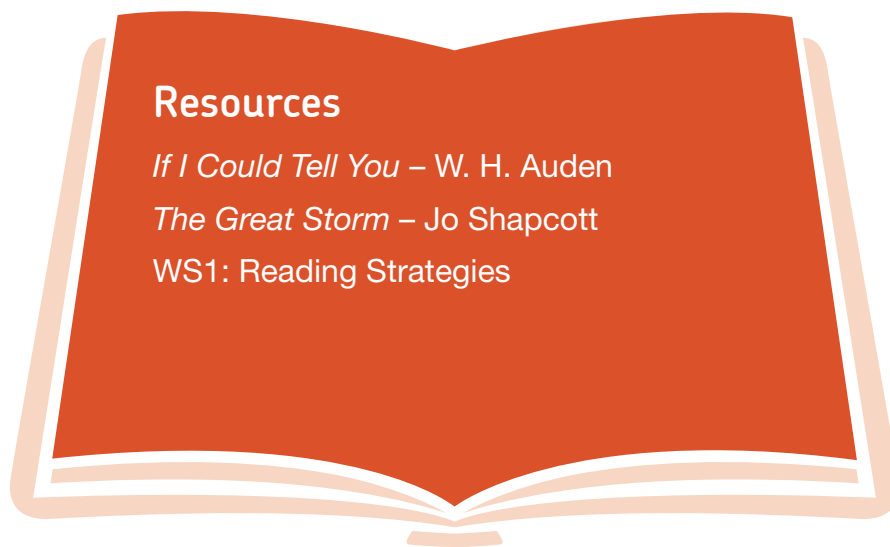 Resources
If I Could Tell You – W. H. Auden
The Great Storm – Jo Shapcott
WS1: Reading Strategies